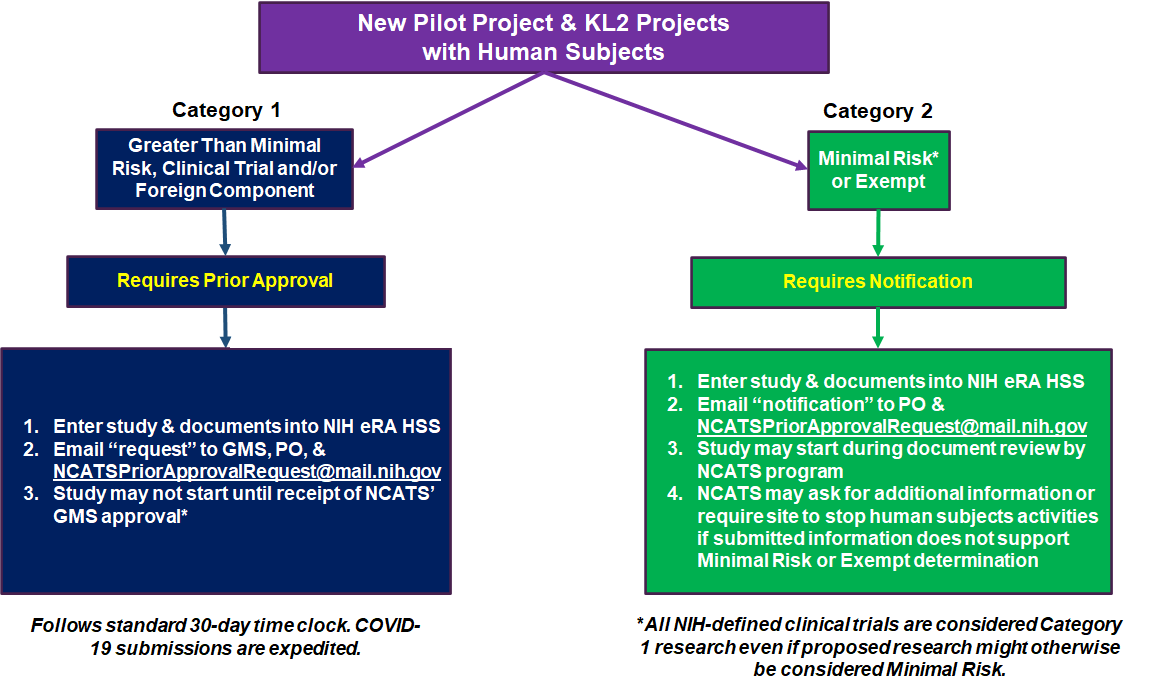 New Pilot Project & KL2 Projects
with Human Subjects
Category 1
Greater Than Minimal
Risk, Clinical Trial and/or
Foreign Component
Requires Prior Approval
1. Enter study & documents into NIH eRA HSS
2. Email “request” to GMS, PO, &
NCATSPriorApprovalRequest@mail.nih.gov
3. Study may not start until receipt of NCATS’
GMS approval*
Follows standard 30-day time clock. COVID-
19 submissions are expedited.
Category 2
Minimal Risk*
or Exempt
Requires Notification
1. Enter study & documents into NIH eRA HSS
2. Email “notification” to PO &
NCATSPriorApprovalRequest@mail.nih.gov
3. Study may start during document review by
NCATS program
4. NCATS may ask for additional information or
require site to stop human subjects activities
if submitted information does not support
Minimal Risk or Exempt determination
*All NIH-defined clinical trials are considered Category
1 research even if proposed research might otherwise
be considered Minimal Risk.